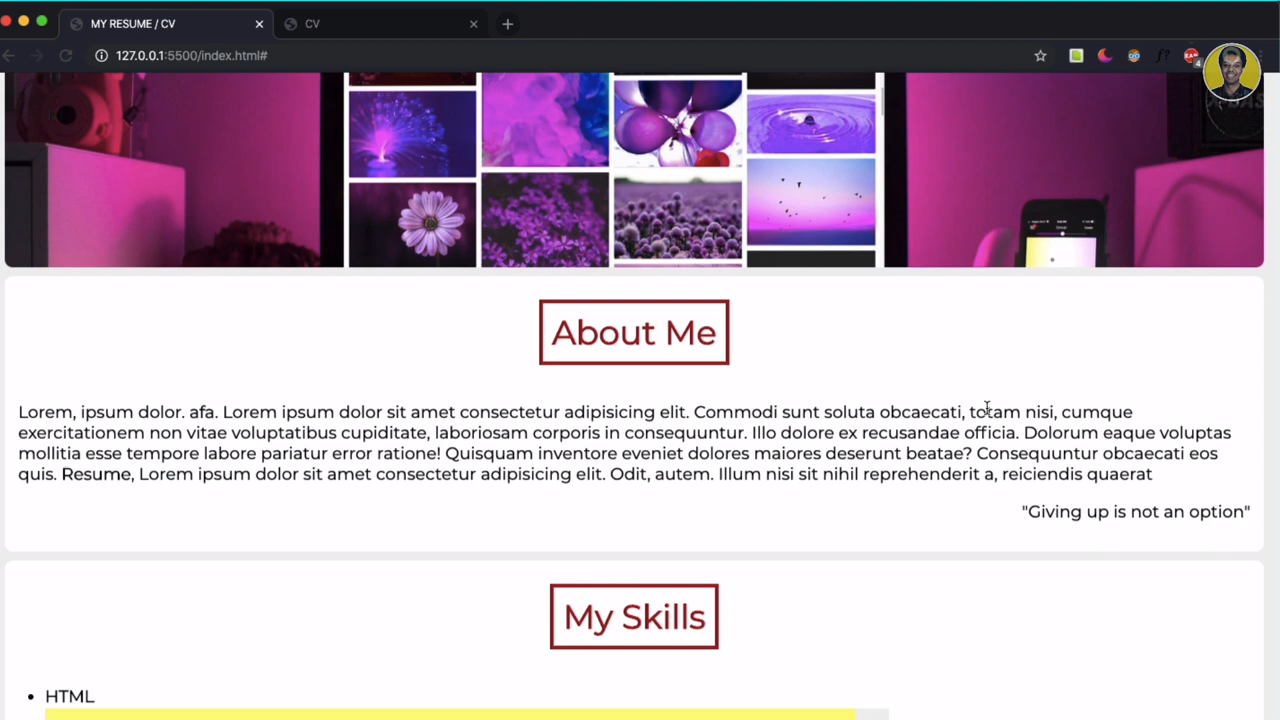 MY RESUME / CV
CV
127.0.0.1:5500/index.html#
About Me
Lorem, ipsum dolor. afa. Lorem ipsum dolor sit amet consectetur adipisicing elit. Commodi sunt soluta obcaecati, totam nisi, cumque
exercitationem non vitae voluptatibus cupiditate, laboriosam corporis in consequuntur. Illo dolore ex recusandae officia. Dolorum eaque voluptas
mollitia esse tempore labore pariatur error ratione! Quisquam inventore eveniet dolores maiores deserunt beatae? Consequuntur obcaecati eos
quis. Resume, Lorem ipsum dolor sit amet consectetur adipisicing elit. Odit, autem. Illum nisi sit nihil reprehenderit a, reiciendis quaerat
"Giving up is not an option"
My Skills
HTML